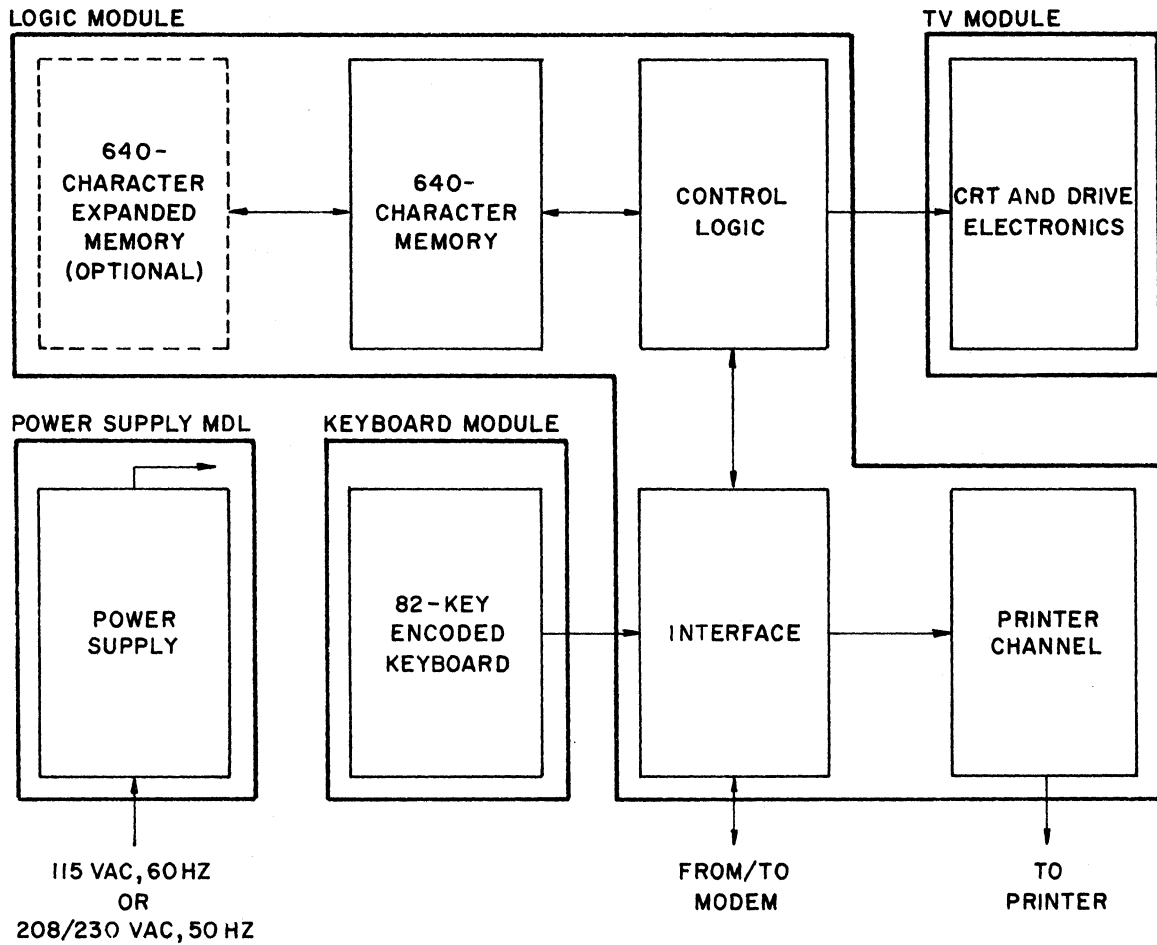 LOGIC MODULE
TV MODULE
640-
CHARACTER
EXPANDED
MEMORY
(OPTIONAL)
640-
CHARACTER
MEMORY
CONTROL
LOGIC
CRT AND DRIVE
ELECTRONICS
POWER SUPPLY MDL
KEYBOARD MODULE
POWER
SUPPLY
82-KEY
ENCODED
KEYBOARD
INTERFACE
PRINTER
CHANNEL
115 VAC, 60 HZ
OR
208/230 VAC, 50 HZ
FROM/TO
MODEM
TO
PRINTER